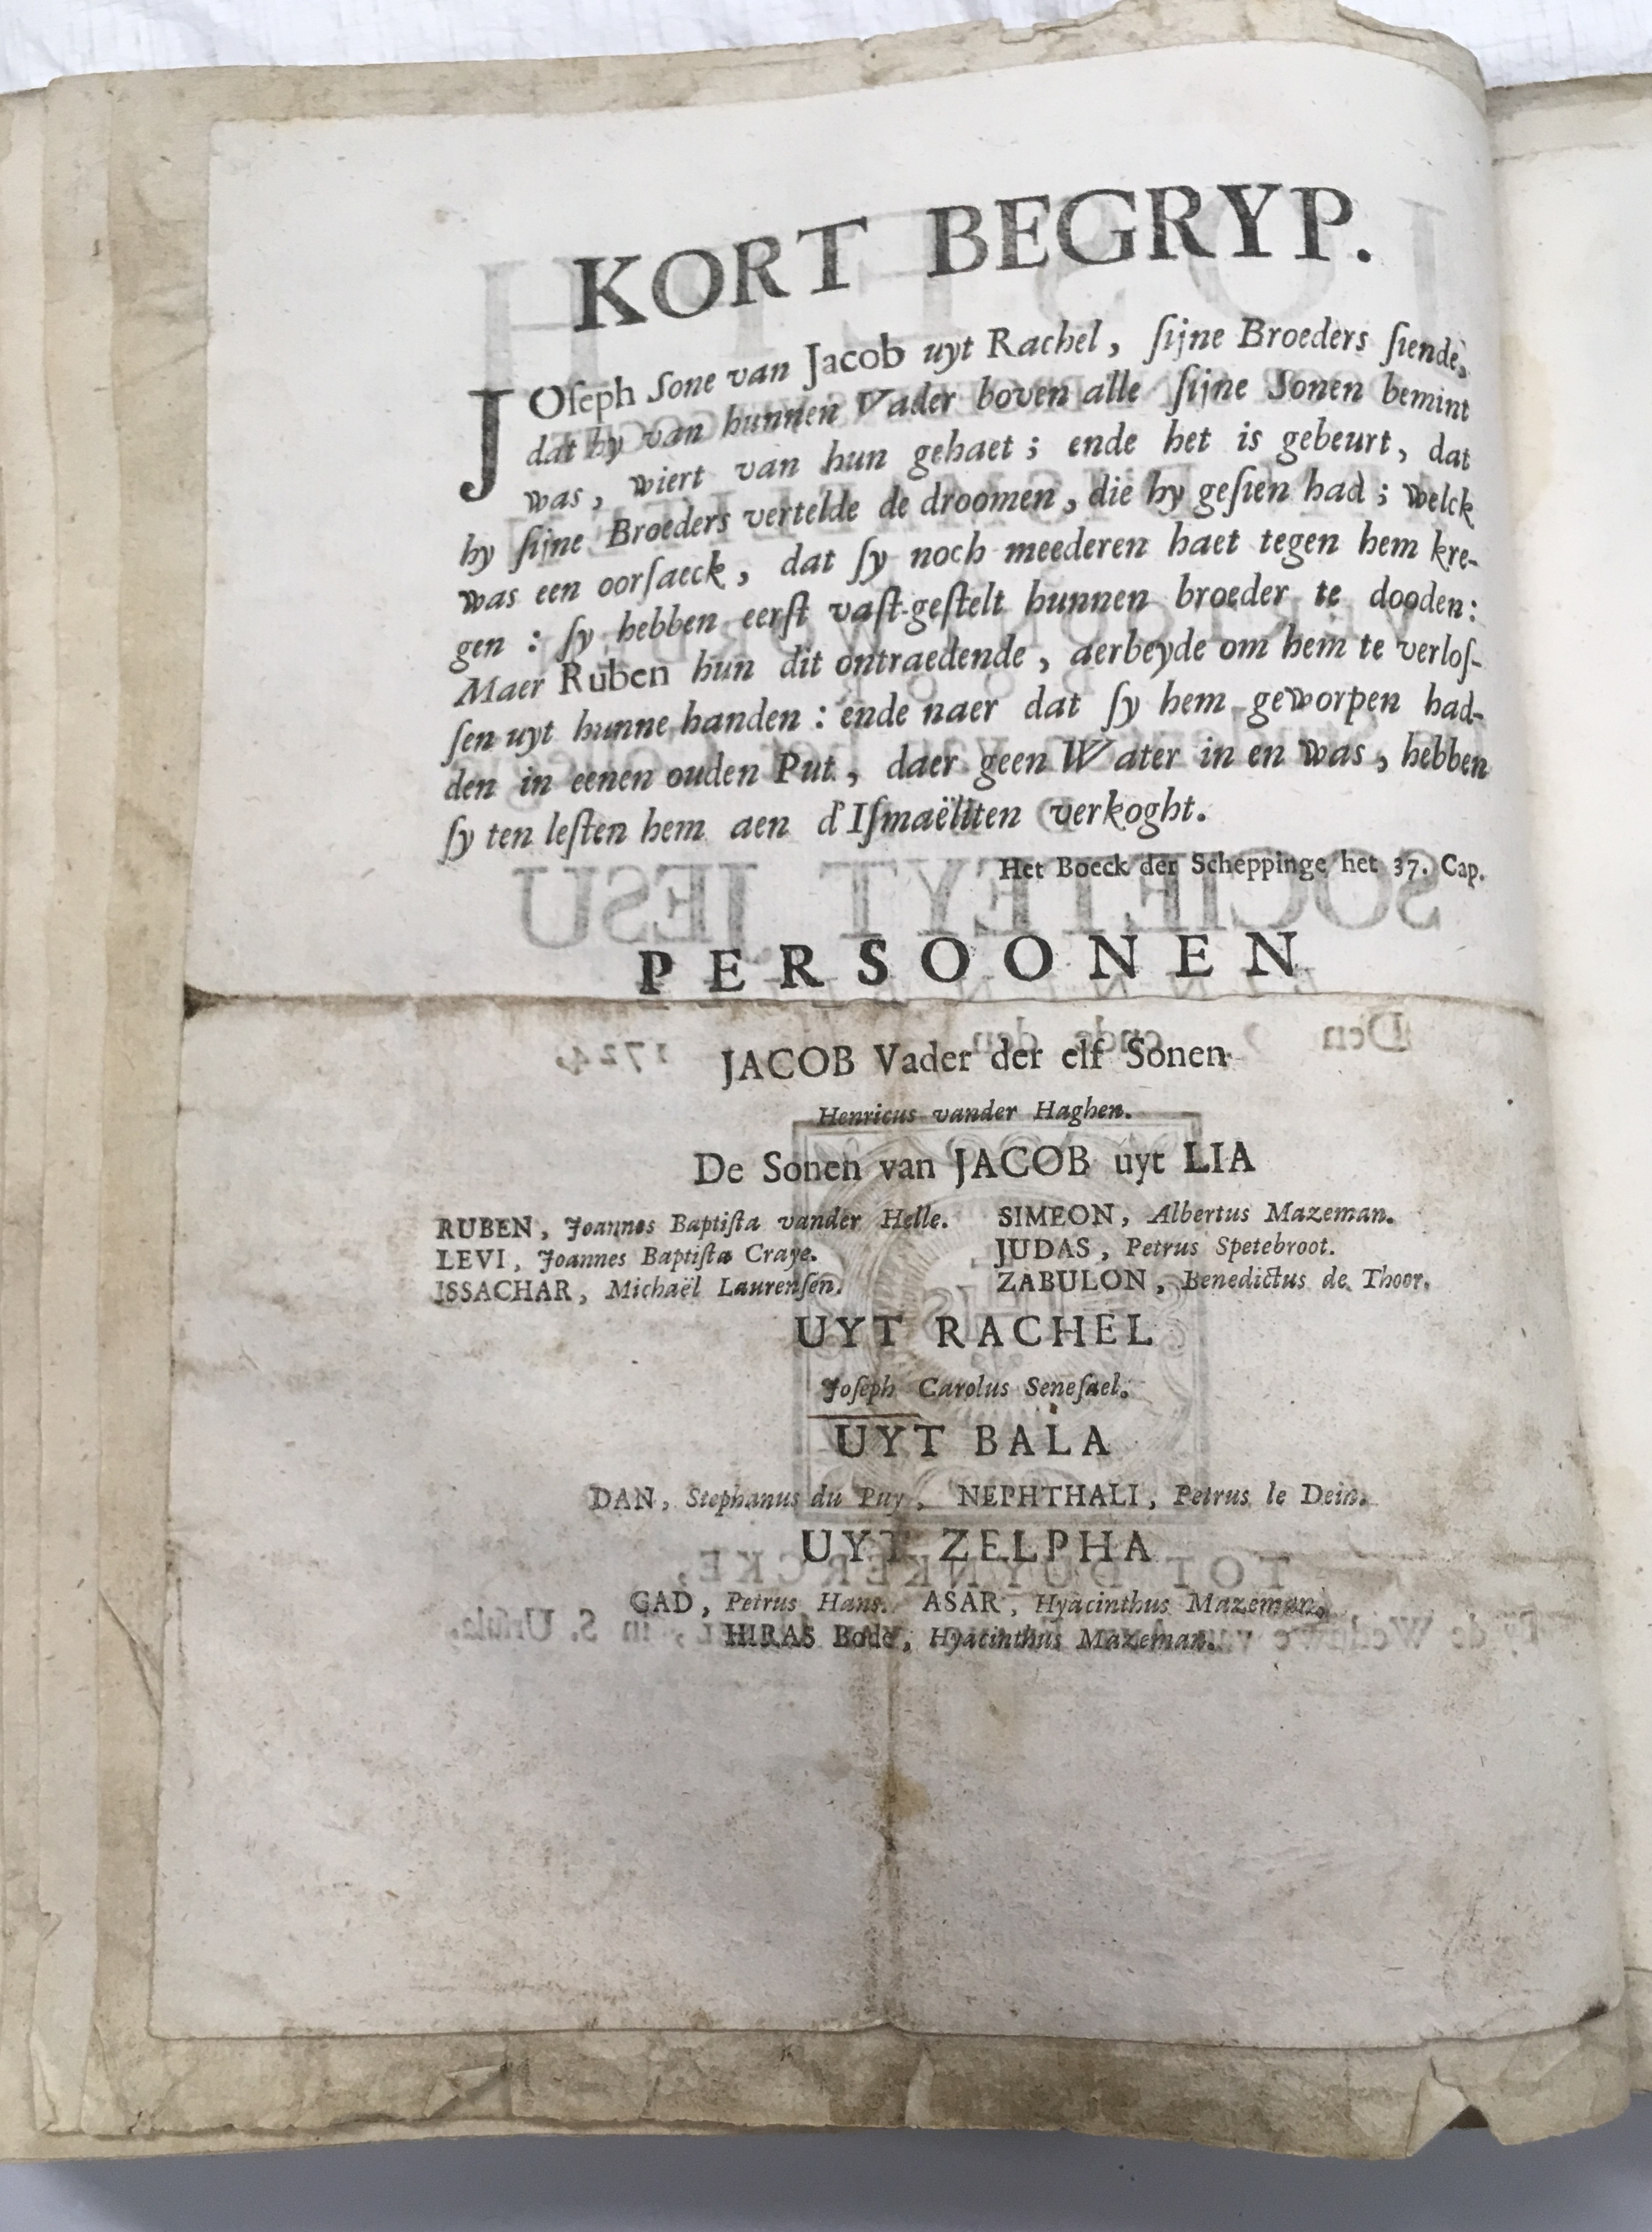 KORT BEGRYP.
JOſeph Sone van Jacob uyt Rachel, ſijne Broeders ſiende,
dat hy van hunnen Vader boven alle ſijne Sonen bemint
was, wiert van hun gehaet; ende het is gebeurt, dat
hy ſijne Broeders vertelde de droomen, die hy geſien had; welck
was een oorſaeck, dat ſy noch meederen haet tegen hem kre-
gen: ſy hebben eerſt vaſt-geſtelt hunnen broeder te dooden:
Maer Ruben hun dit ontraedende, aerbeyde om hem te verloſ-
ſen uyt hunne handen: ende naer dat ſy hem geworpen had-
den in eenen ouden Put, daer geen Water in en was, hebben
ſy ten leſten hem aen d'Iſmaëliten verkoght.
Het Boeck der Scheppinge het 37. Cap.
PERSOONEN
JACOB Vader der elf Sonen
Henricus vander Haghen.
De Sonen van JACOB uyt LIA
RUBEN, Joannes Baptiſta vander Helle. SIMEON, Albertus Mazeman.
LEVI, Joannes Baptiſta Craye. JUDAS, Petrus Spetebroot.
ISSACHAR, Michaël Laurenſen. ZABULON, Benedictus de Thoor.
UYT RACHEL
Joſeph Carolus Seneſael.
UYT BALA
DAN, Stephanus du Puy, NEPHTHALI, Petrus le Dein.
UYT ZELPHA
GAD, Petrus Hans. ASAR, Hyacinthus Mazeman.
HIRAS Bode, Hyacinthus Mazeman.